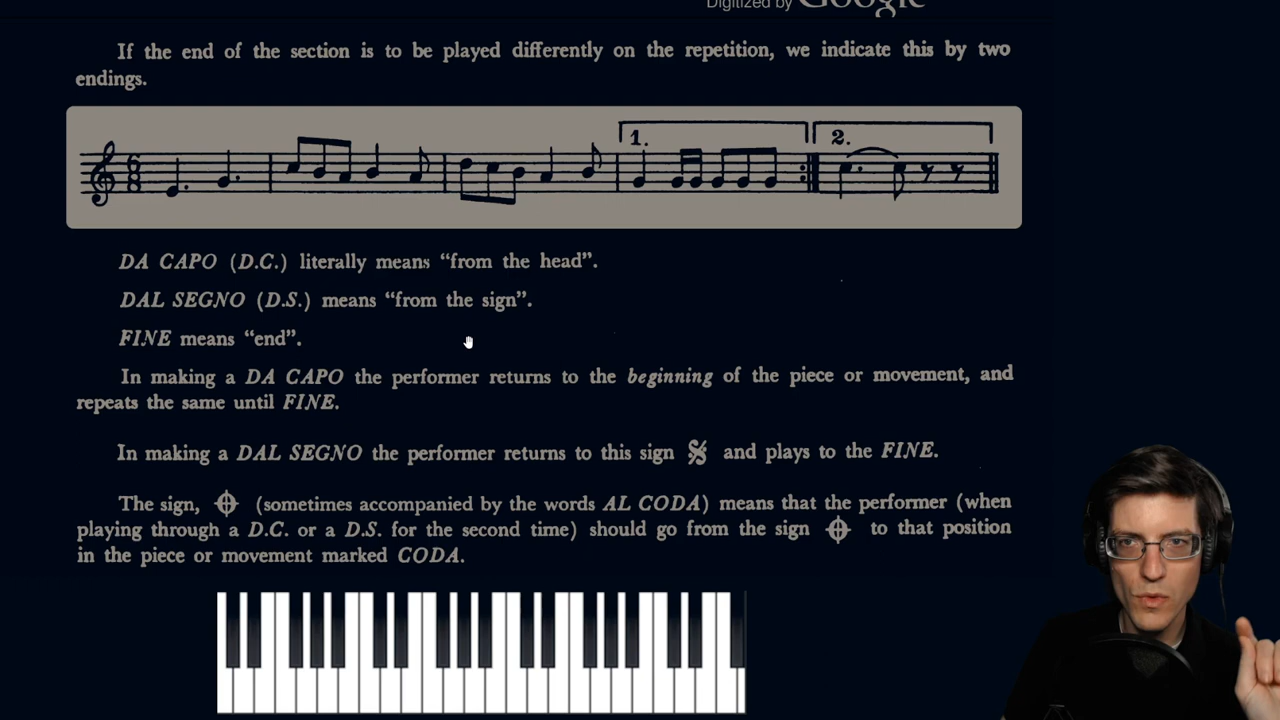 Digitized by Google
If the end of the section is to be played differently on the repetition, we indicate this by two
endings.
1.
2.
6
8
DA CAPO (D.C.) literally means “from the head”.
DAL SEGNO (D.S.) means “from the sign”.
FINE means “end”.
In making a DA CAPO the performer returns to the beginning of the piece or movement, and
repeats the same until FINE.
In making a DAL SEGNO the performer returns to this sign 𝄋 and plays to the FINE.
The sign, 𝄌 (sometimes accompanied by the words AL CODA) means that the performer (when
playing through a D.C. or a D.S. for the second time) should go from the sign 𝄌 to that position
in the piece or movement marked CODA.